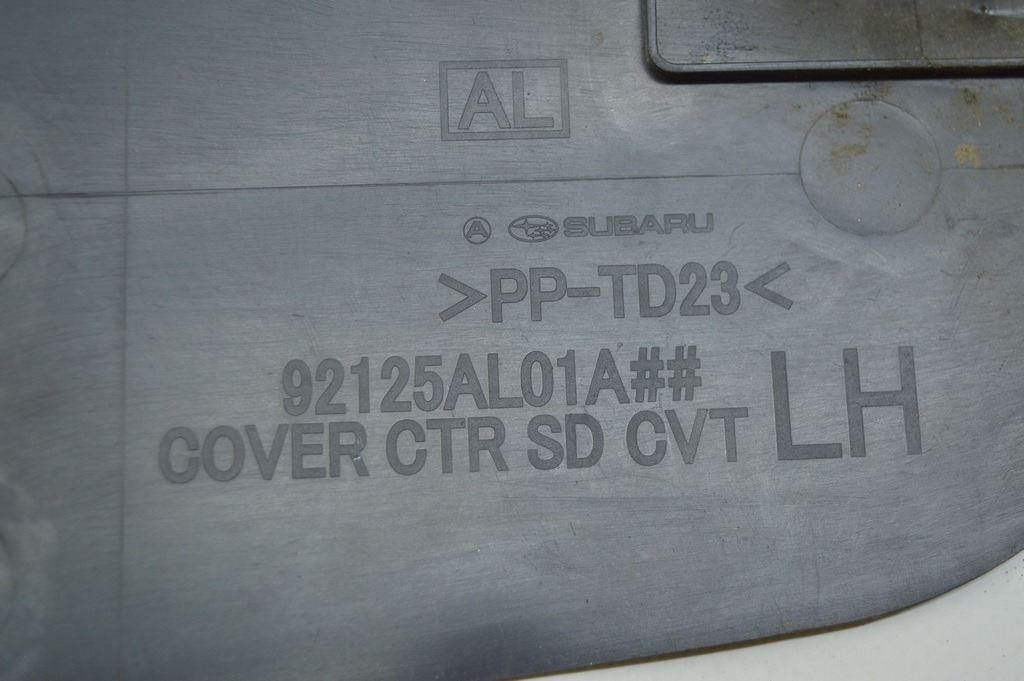 AL
A SUBARU
>PP-TD23<
92125AL01A##
COVER CTR SD CVT LH